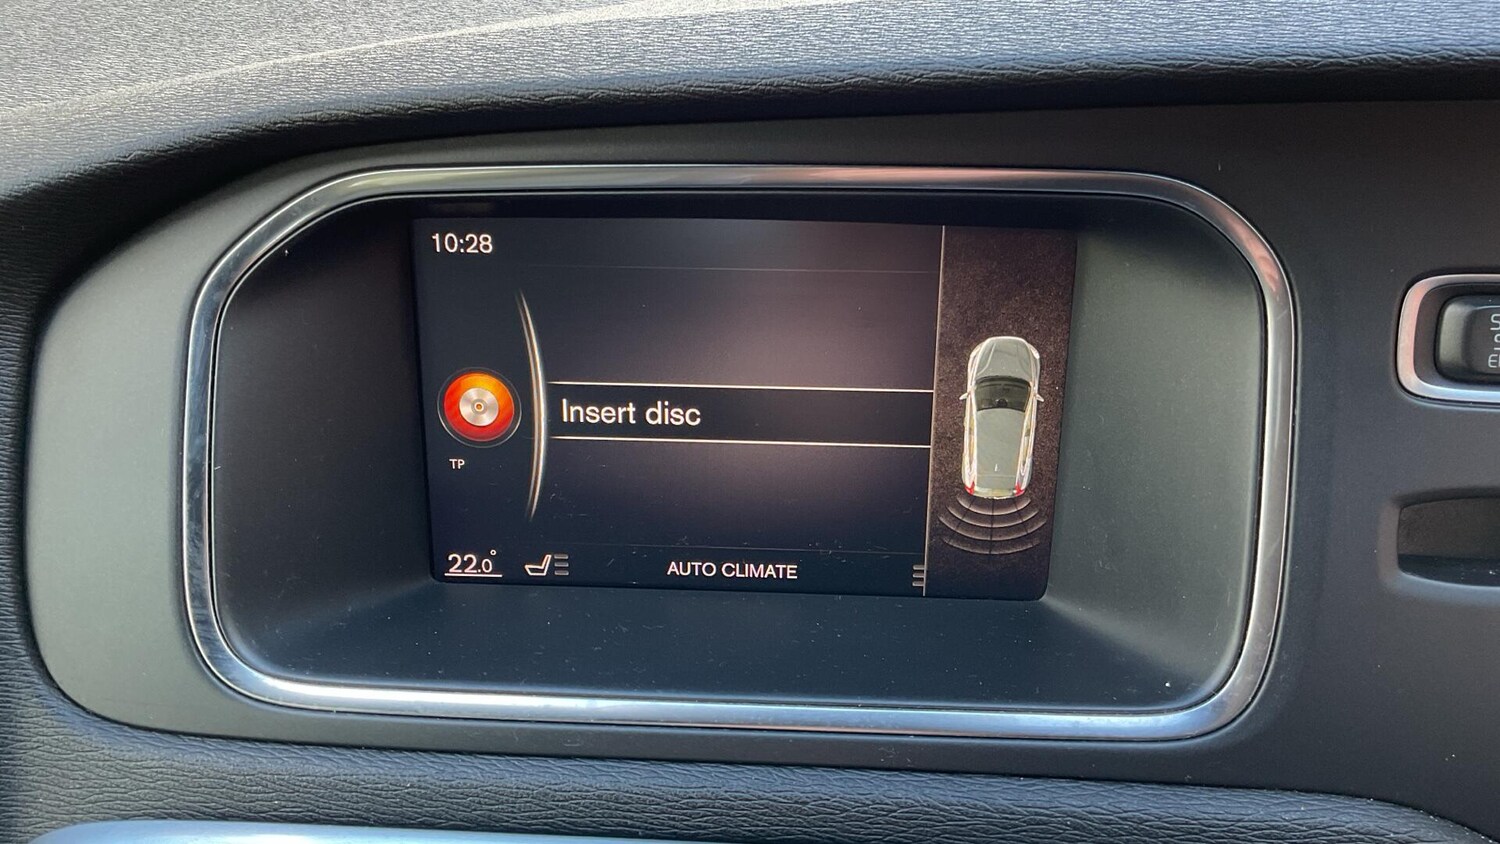 10:28
Insert disc
TP
22.0°
AUTO CLIMATE